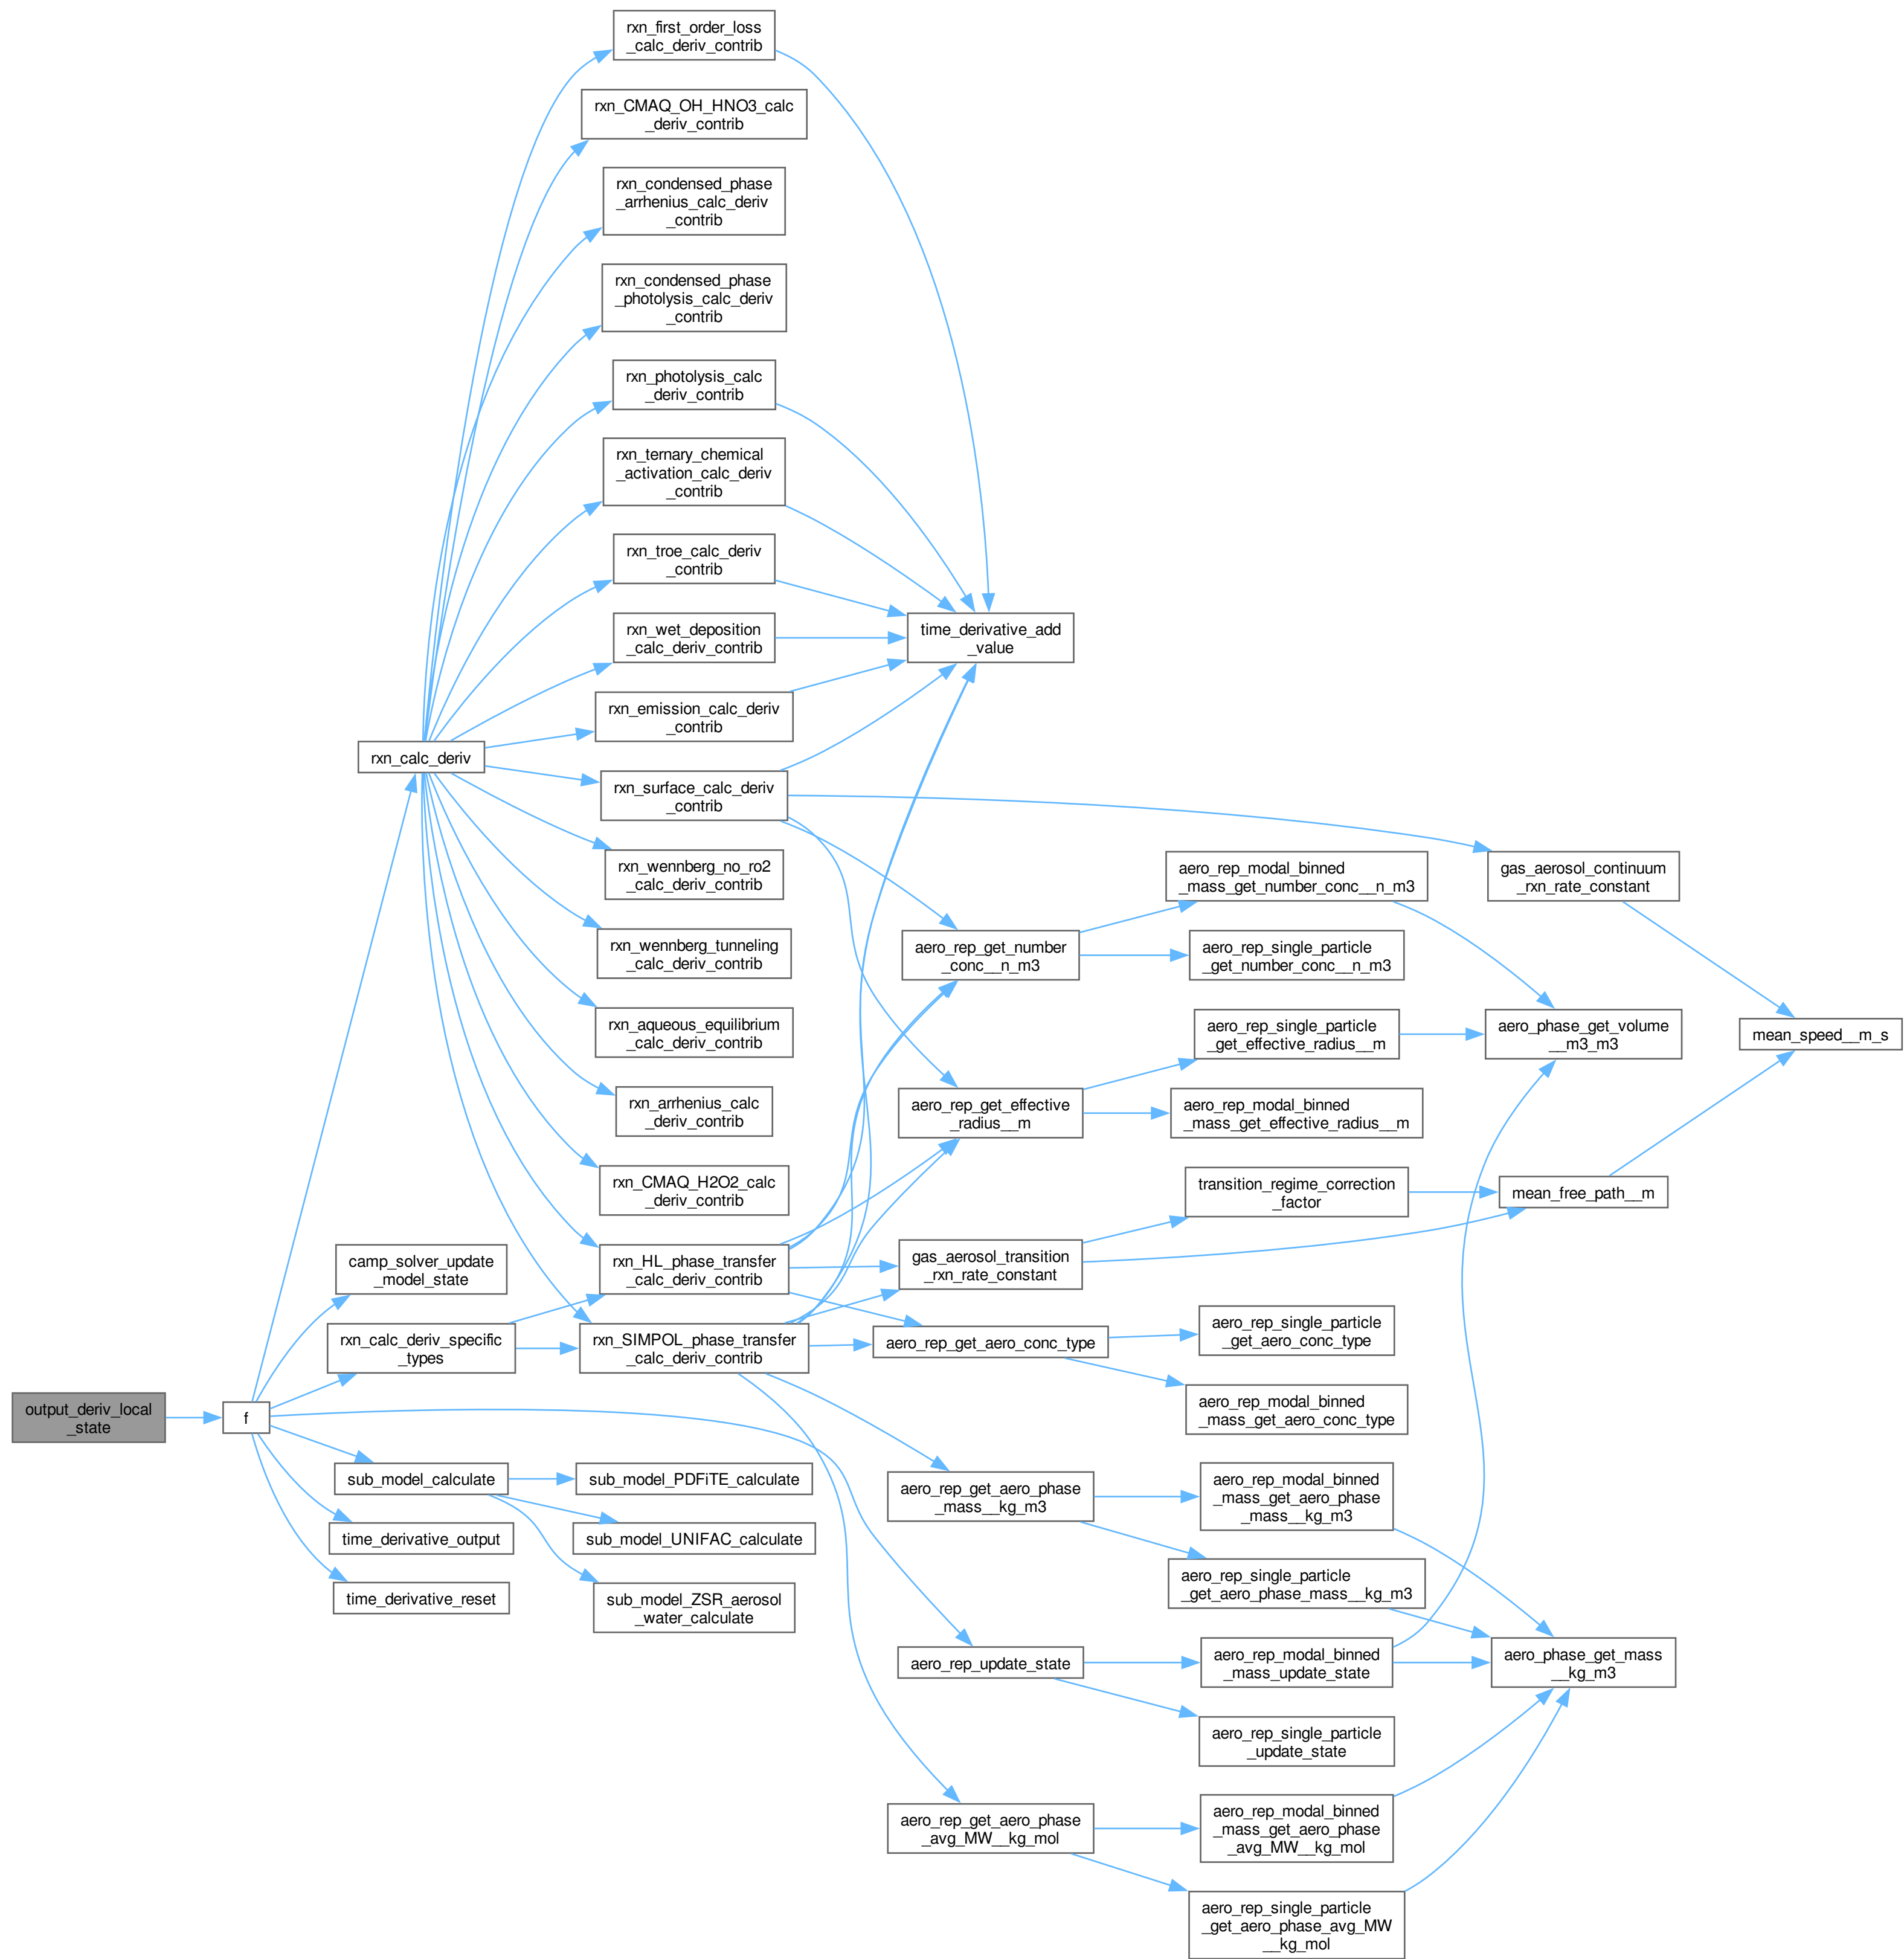 rxn_first_order_loss
_calc_deriv_contrib
rxn_CMAQ_OH_HNO3_calc
_deriv_contrib
rxn_condensed_phase
_arrhenius_calc_deriv
_contrib
rxn_condensed_phase
_photolysis_calc_deriv
_contrib
rxn_photolysis_calc
_deriv_contrib
rxn_ternary_chemical
_activation_calc_deriv
_contrib
rxn_troe_calc_deriv
_contrib
rxn_wet_deposition
_calc_deriv_contrib
time_derivative_add
_value
rxn_emission_calc_deriv
_contrib
rxn_calc_deriv
rxn_surface_calc_deriv
_contrib
rxn_wennberg_no_ro2
_calc_deriv_contrib
rxn_wennberg_tunneling
_calc_deriv_contrib
rxn_aqueous_equilibrium
_calc_deriv_contrib
rxn_arrhenius_calc
_deriv_contrib
rxn_CMAQ_H2O2_calc
_deriv_contrib
rxn_HL_phase_transfer
_calc_deriv_contrib
rxn_SIMPOL_phase_transfer
_calc_deriv_contrib
aero_rep_get_number
_conc__n_m3
aero_rep_get_effective
_radius__m
gas_aerosol_transition
_rxn_rate_constant
aero_rep_get_aero_conc_type
aero_rep_get_aero_phase
_mass__kg_m3
aero_rep_update_state
aero_rep_get_aero_phase
_avg_MW__kg_mol
aero_rep_modal_binned
_mass_get_number_conc__n_m3
aero_rep_single_particle
_get_number_conc__n_m3
aero_rep_single_particle
_get_effective_radius__m
aero_rep_modal_binned
_mass_get_effective_radius__m
transition_regime_correction
_factor
aero_rep_single_particle
_get_aero_conc_type
aero_rep_modal_binned
_mass_get_aero_conc_type
aero_rep_modal_binned
_mass_get_aero_phase
_mass__kg_m3
aero_rep_single_particle
_get_aero_phase_mass__kg_m3
aero_rep_modal_binned
_mass_update_state
aero_rep_single_particle
_update_state
aero_rep_modal_binned
_mass_get_aero_phase
_avg_MW__kg_mol
aero_rep_single_particle
_get_aero_phase_avg_MW
__kg_mol
gas_aerosol_continuum
_rxn_rate_constant
aero_phase_get_volume
__m3_m3
mean_free_path__m
aero_phase_get_mass
__kg_m3
mean_speed__m_s
camp_solver_update
_model_state
rxn_calc_deriv_specific
_types
output_deriv_local
_state
f
sub_model_calculate
time_derivative_output
time_derivative_reset
sub_model_PDFiTE_calculate
sub_model_UNIFAC_calculate
sub_model_ZSR_aerosol
_water_calculate